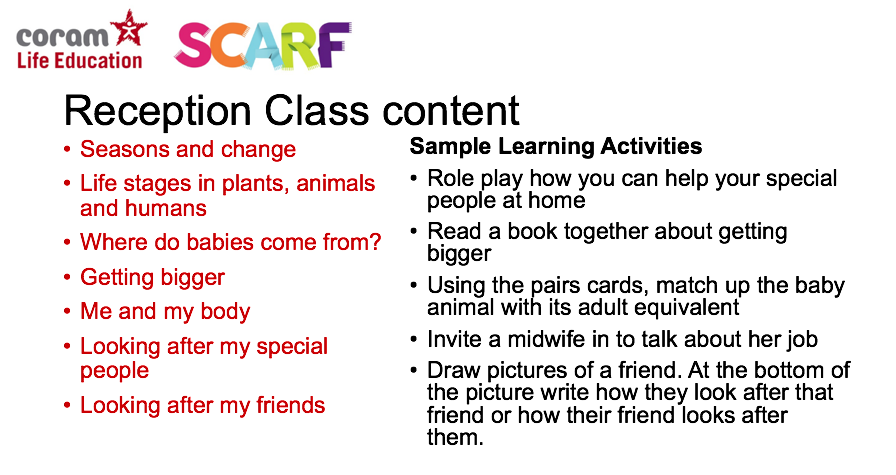 coram
Life Education
SCARF
Reception Class content
• Seasons and change
• Life stages in plants, animals
and humans
• Where do babies come from?
• Getting bigger
• Me and my body
• Looking after my special
people
• Looking after my friends
Sample Learning Activities
• Role play how you can help your special
people at home
• Read a book together about getting
bigger
• Using the pairs cards, match up the baby
animal with its adult equivalent
• Invite a midwife in to talk about her job
• Draw pictures of a friend. At the bottom of
the picture write how they look after that
friend or how their friend looks after
them.